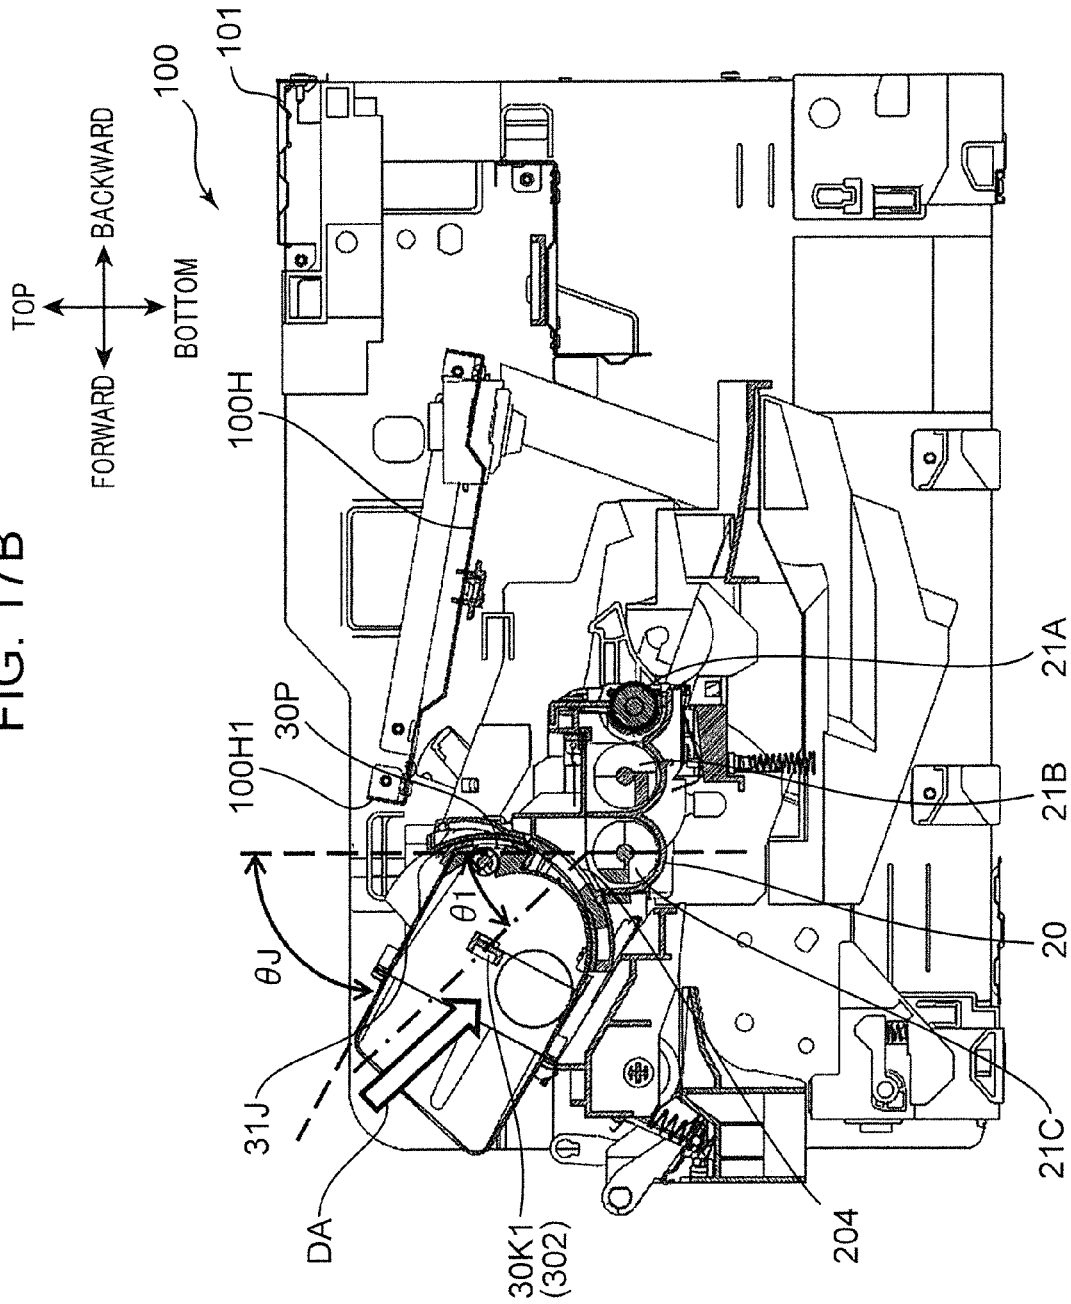 FIG. 17B
TOP
FORWARD
BACKWARD
BOTTOM
100
101
100H
100H1
30P
θJ
θ1
31J
DA
30K1
(302)
204
21C
20
21B
21A